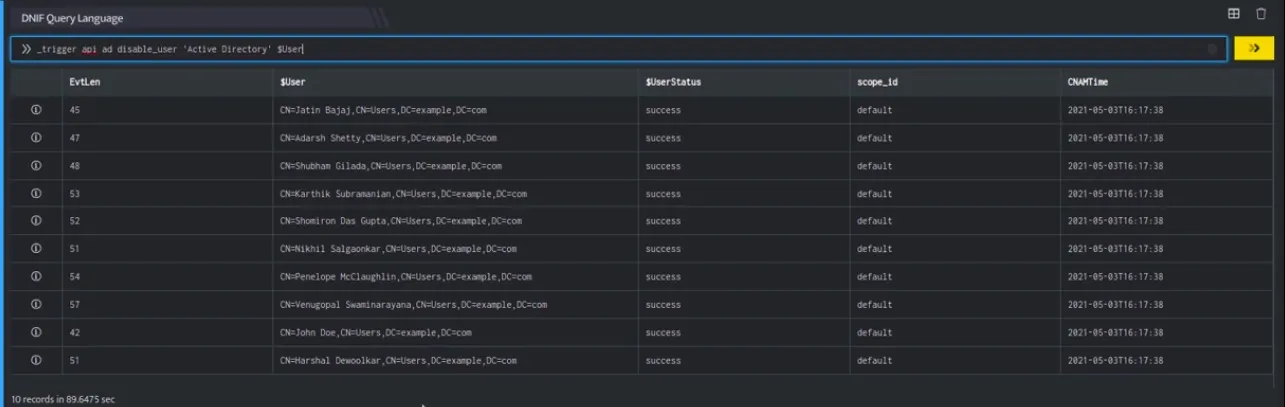 DNIF Query Language
_trigger api ad disable_user 'Active Directory' $User
EvtLen $User $UserStatus scope_id CNAMTime
45 CN=Jatin Bajaj,CN=Users,DC=example,DC=com success default 2021-05-03T16:17:38
47 CN=Adarsh Shetty,CN=Users,DC=example,DC=com success default 2021-05-03T16:17:38
48 CN=Shubham Gilada,CN=Users,DC=example,DC=com success default 2021-05-03T16:17:38
53 CN=Karthik Subramanian,CN=Users,DC=example,DC=com success default 2021-05-03T16:17:38
52 CN=Shomiron Das Gupta,CN=Users,DC=example,DC=com success default 2021-05-03T16:17:38
51 CN=Nikhil Salgaonkar,CN=Users,DC=example,DC=com success default 2021-05-03T16:17:38
54 CN=Penelope McClaughlin,CN=Users,DC=example,DC=com success default 2021-05-03T16:17:38
57 CN=Venugopal Swaminarayana,CN=Users,DC=example,DC=com success default 2021-05-03T16:17:38
42 CN=John Doe,CN=Users,DC=example,DC=com success default 2021-05-03T16:17:38
51 CN=Harshal Dewoolkar,CN=Users,DC=example,DC=com success default 2021-05-03T16:17:38
10 records in 89.6475 sec